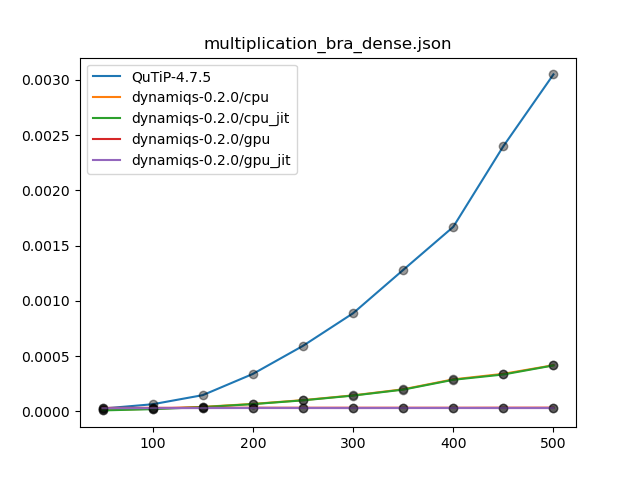 multiplication_bra_dense.json
QuTiP-4.7.5
dynamiqs-0.2.0/cpu
dynamiqs-0.2.0/cpu_jit
dynamiqs-0.2.0/gpu
dynamiqs-0.2.0/gpu_jit
0.0030
0.0025
0.0020
0.0015
0.0010
0.0005
0.0000
100 200 300 400 500